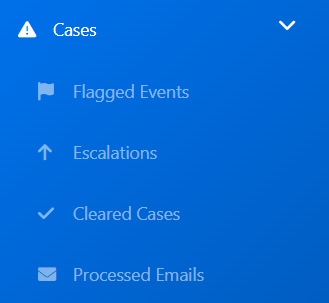 Cases
Flagged Events
Escalations
Cleared Cases
Processed Emails